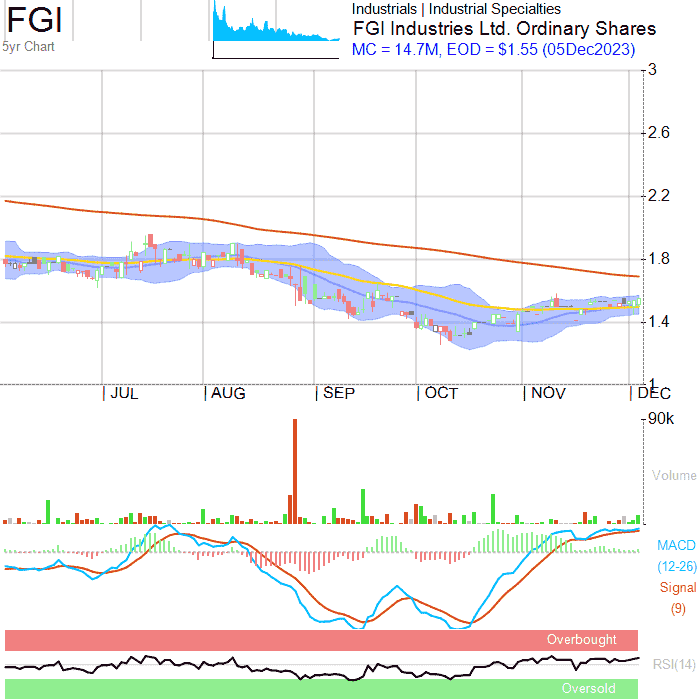 FGI
5yr Chart
Industrials | Industrial Specialties
FGI Industries Ltd. Ordinary Shares
MC = 14.7M, EOD = $1.55 (05Dec2023)
3
2.6
2.2
1.8
1.4
1
JUL
AUG
SEP
OCT
NOV
DEC
90k
Volume
MACD
(12-26)
Signal
(9)
Overbought
RSI(14)
Oversold